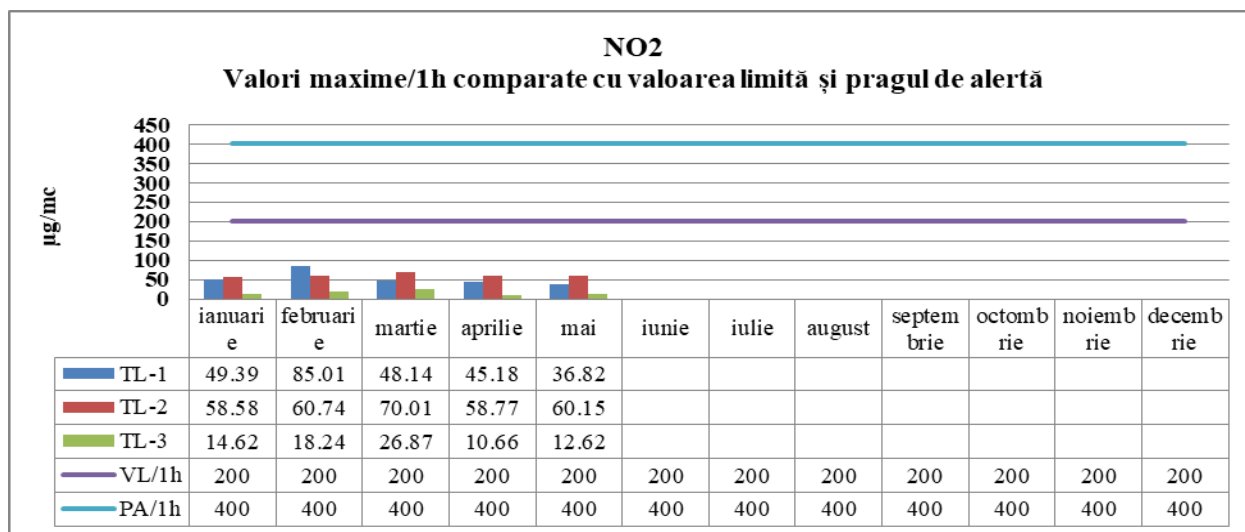 NO2
Valori maxime/1h comparate cu valoarea limită și pragul de alertă
µg/mc
450
400
350
300
250
200
150
100
50
0
ianuari
e
februari
e
martie
aprilie
mai
iunie
iulie
august
septem
brie
octomb
rie
noiemb
rie
decemb
rie
TL-1 49.39 85.01 48.14 45.18 36.82
TL-2 58.58 60.74 70.01 58.77 60.15
TL-3 14.62 18.24 26.87 10.66 12.62
VL/1h 200 200 200 200 200 200 200 200 200 200 200 200
PA/1h 400 400 400 400 400 400 400 400 400 400 400 400